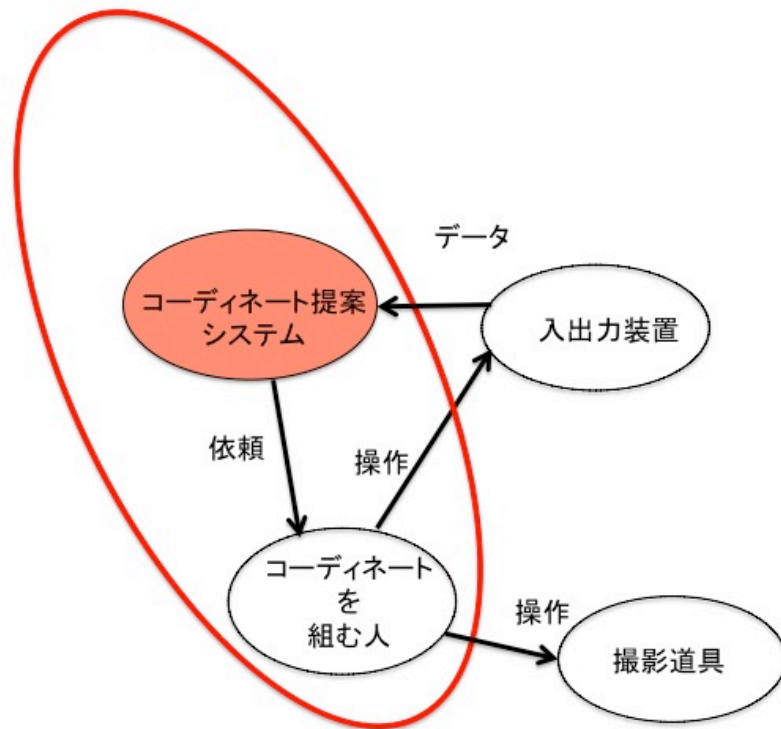 データ
コーディネート提案
システム
入出力装置
依頼
操作
コーディネート
を
組む人
操作
撮影道具